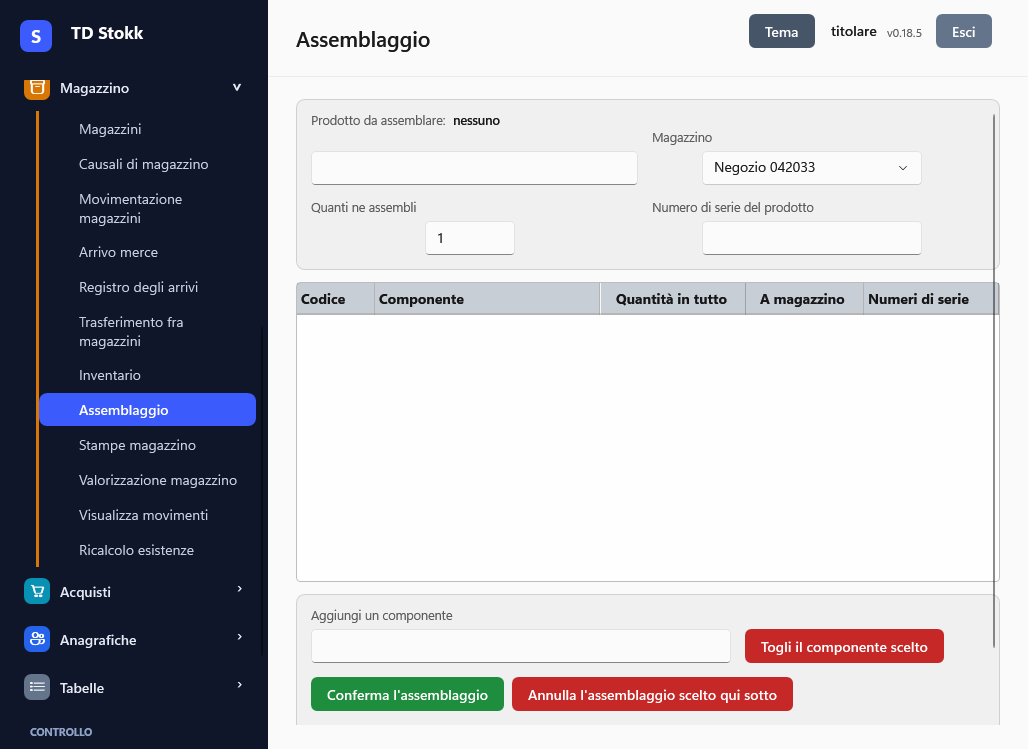 S TD Stokk
Magazzino
Magazzini
Causali di magazzino
Movimentazione
magazzini
Arrivo merce
Registro degli arrivi
Trasferimento fra
magazzini
Inventario
Assemblaggio
Stampe magazzino
Valorizzazione magazzino
Visualizza movimenti
Ricalcolo esistenze
Acquisti
Anagrafiche
Tabelle
CONTROLLO
Assemblaggio
Tema titolare v0.18.5 Esci
Prodotto da assemblare: nessuno
Magazzino
Negozio 042033
Quanti ne assembli Numero di serie del prodotto
1
Codice Componente Quantità in tutto A magazzino Numeri di serie
Aggiungi un componente
Togli il componente scelto
Conferma l'assemblaggio Annulla l'assemblaggio scelto qui sotto